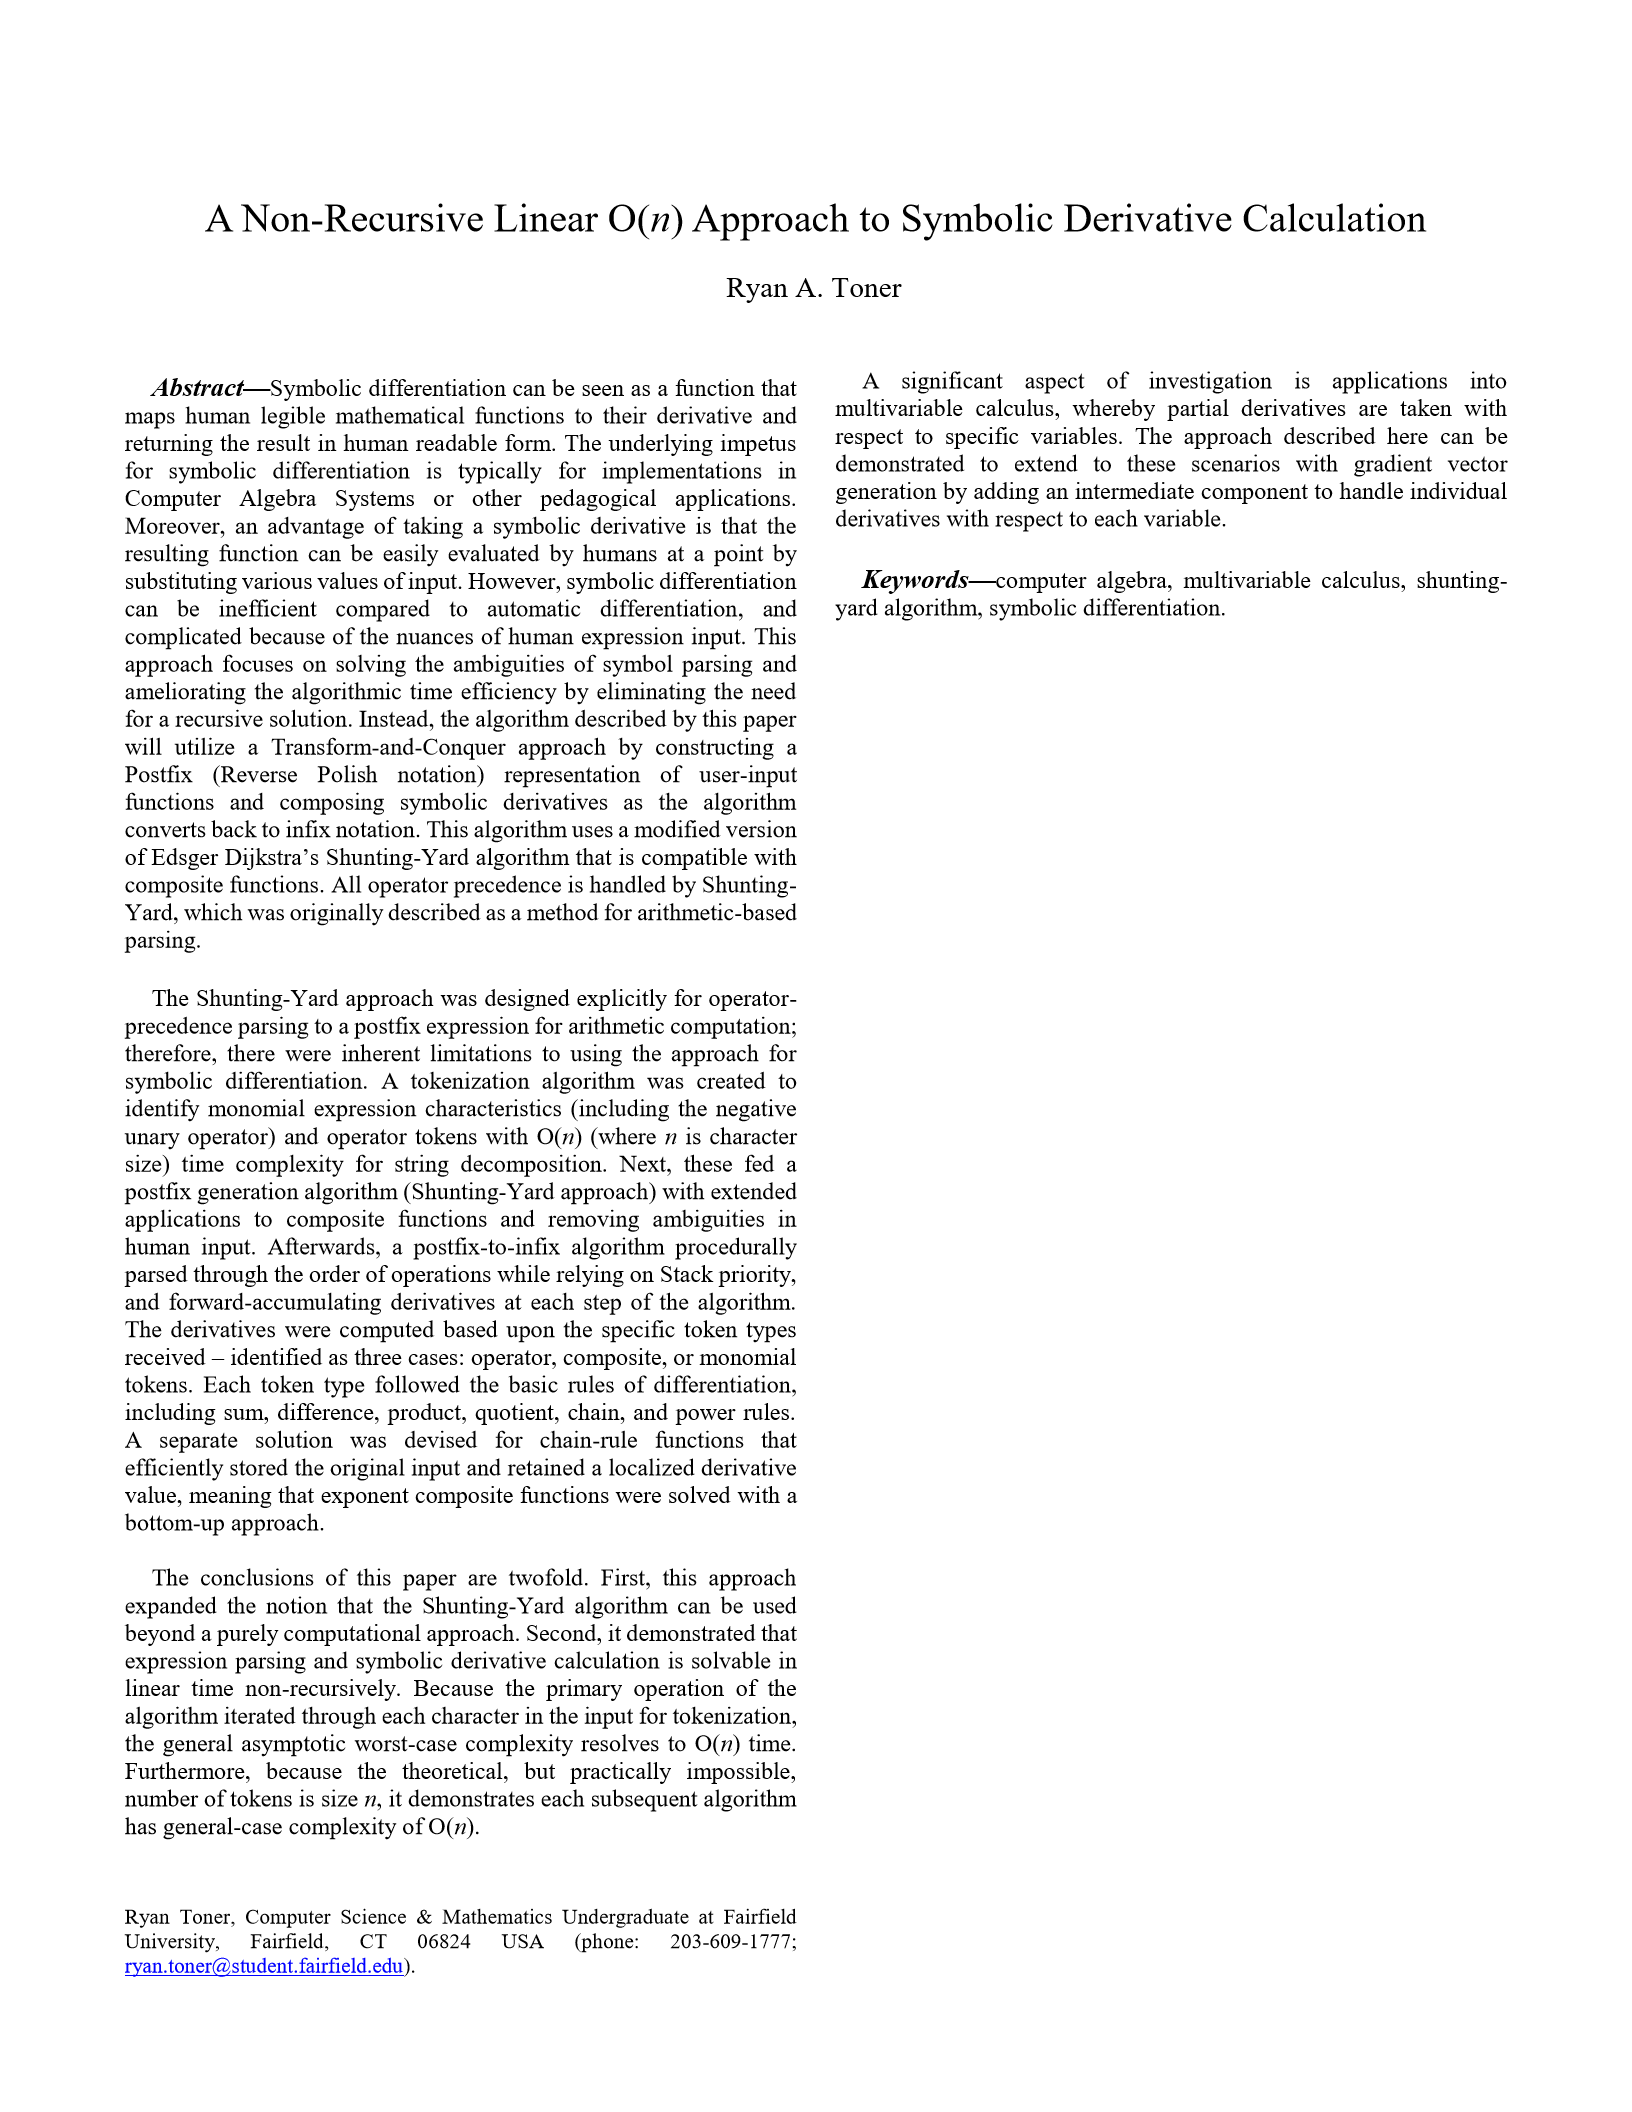 A Non-Recursive Linear O(n) Approach to Symbolic Derivative Calculation
Ryan A. Toner
Abstract—Symbolic differentiation can be seen as a function that
maps human legible mathematical functions to their derivative and
returning the result in human readable form. The underlying impetus
for symbolic differentiation is typically for implementations in
Computer Algebra Systems or other pedagogical applications.
Moreover, an advantage of taking a symbolic derivative is that the
resulting function can be easily evaluated by humans at a point by
substituting various values of input. However, symbolic differentiation
can be inefficient compared to automatic differentiation, and
complicated because of the nuances of human expression input. This
approach focuses on solving the ambiguities of symbol parsing and
ameliorating the algorithmic time efficiency by eliminating the need
for a recursive solution. Instead, the algorithm described by this paper
will utilize a Transform-and-Conquer approach by constructing a
Postfix (Reverse Polish notation) representation of user-input
functions and composing symbolic derivatives as the algorithm
converts back to infix notation. This algorithm uses a modified version
of Edsger Dijkstra’s Shunting-Yard algorithm that is compatible with
composite functions. All operator precedence is handled by Shunting-
Yard, which was originally described as a method for arithmetic-based
parsing.
The Shunting-Yard approach was designed explicitly for operator-
precedence parsing to a postfix expression for arithmetic computation;
therefore, there were inherent limitations to using the approach for
symbolic differentiation. A tokenization algorithm was created to
identify monomial expression characteristics (including the negative
unary operator) and operator tokens with O(n) (where n is character
size) time complexity for string decomposition. Next, these fed a
postfix generation algorithm (Shunting-Yard approach) with extended
applications to composite functions and removing ambiguities in
human input. Afterwards, a postfix-to-infix algorithm procedurally
parsed through the order of operations while relying on Stack priority,
and forward-accumulating derivatives at each step of the algorithm.
The derivatives were computed based upon the specific token types
received – identified as three cases: operator, composite, or monomial
tokens. Each token type followed the basic rules of differentiation,
including sum, difference, product, quotient, chain, and power rules.
A separate solution was devised for chain-rule functions that
efficiently stored the original input and retained a localized derivative
value, meaning that exponent composite functions were solved with a
bottom-up approach.
The conclusions of this paper are twofold. First, this approach
expanded the notion that the Shunting-Yard algorithm can be used
beyond a purely computational approach. Second, it demonstrated that
expression parsing and symbolic derivative calculation is solvable in
linear time non-recursively. Because the primary operation of the
algorithm iterated through each character in the input for tokenization,
the general asymptotic worst-case complexity resolves to O(n) time.
Furthermore, because the theoretical, but practically impossible,
number of tokens is size n, it demonstrates each subsequent algorithm
has general-case complexity of O(n).
Ryan Toner, Computer Science & Mathematics Undergraduate at Fairfield
University, Fairfield, CT 06824 USA (phone: 203-609-1777;
ryan.toner@student.fairfield.edu).
A significant aspect of investigation is applications into
multivariable calculus, whereby partial derivatives are taken with
respect to specific variables. The approach described here can be
demonstrated to extend to these scenarios with gradient vector
generation by adding an intermediate component to handle individual
derivatives with respect to each variable.
Keywords—computer algebra, multivariable calculus, shunting-
yard algorithm, symbolic differentiation.